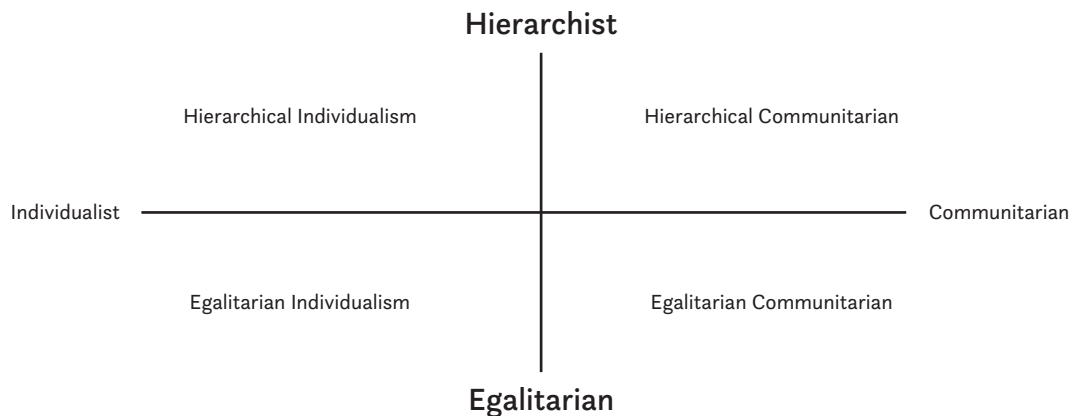 Hierarchist
Hierarchical Individualism
Hierarchical Communitarian
Individualist
Communitarian
Egalitarian Individualism
Egalitarian Communitarian
Egalitarian